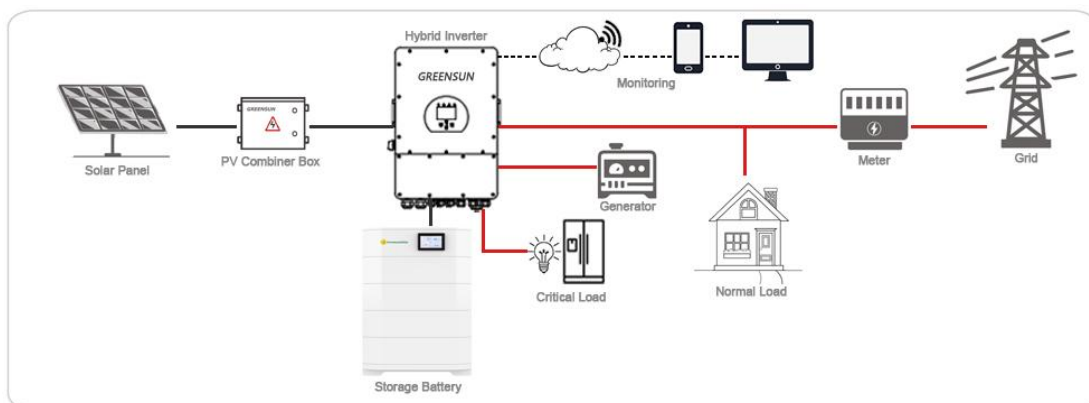 Hybrid Inverter
GREENSUN
Monitoring
Solar Panel
GREENSUN
PV Combiner Box
Generator
Meter
Grid
Critical Load
Normal Load
Storage Battery